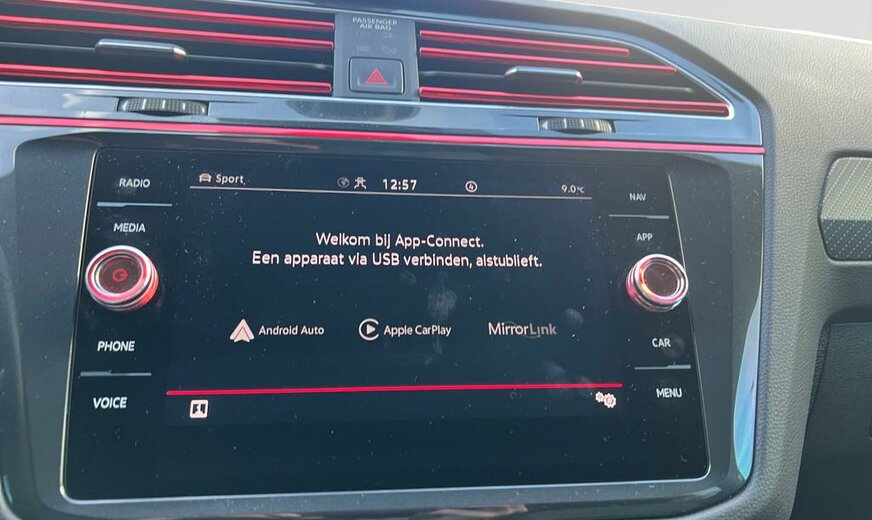 PASSENGER
AIR BAG
RADIO
MEDIA
PHONE
VOICE
Sport
12:57
9.0°C
Welkom bij App-Connect.
Een apparaat via USB verbinden, alstublieft.
Android Auto
Apple CarPlay
MirrorLink
NAV
APP
CAR
MENU